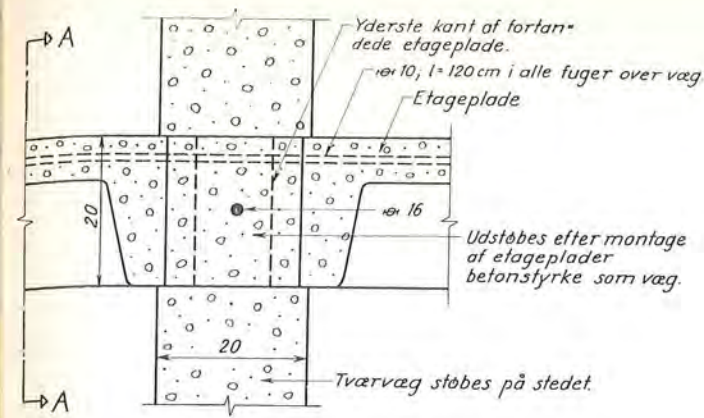 A
Yderste kant af fortan-
dede etageplade.
10; l = 120 cm i alle fuger over væg.
Etageplade
20
16
Udstøbes efter montage
af etageplader
betonstyrke som væg.
20
Tværvæg støbes på stedet.
A